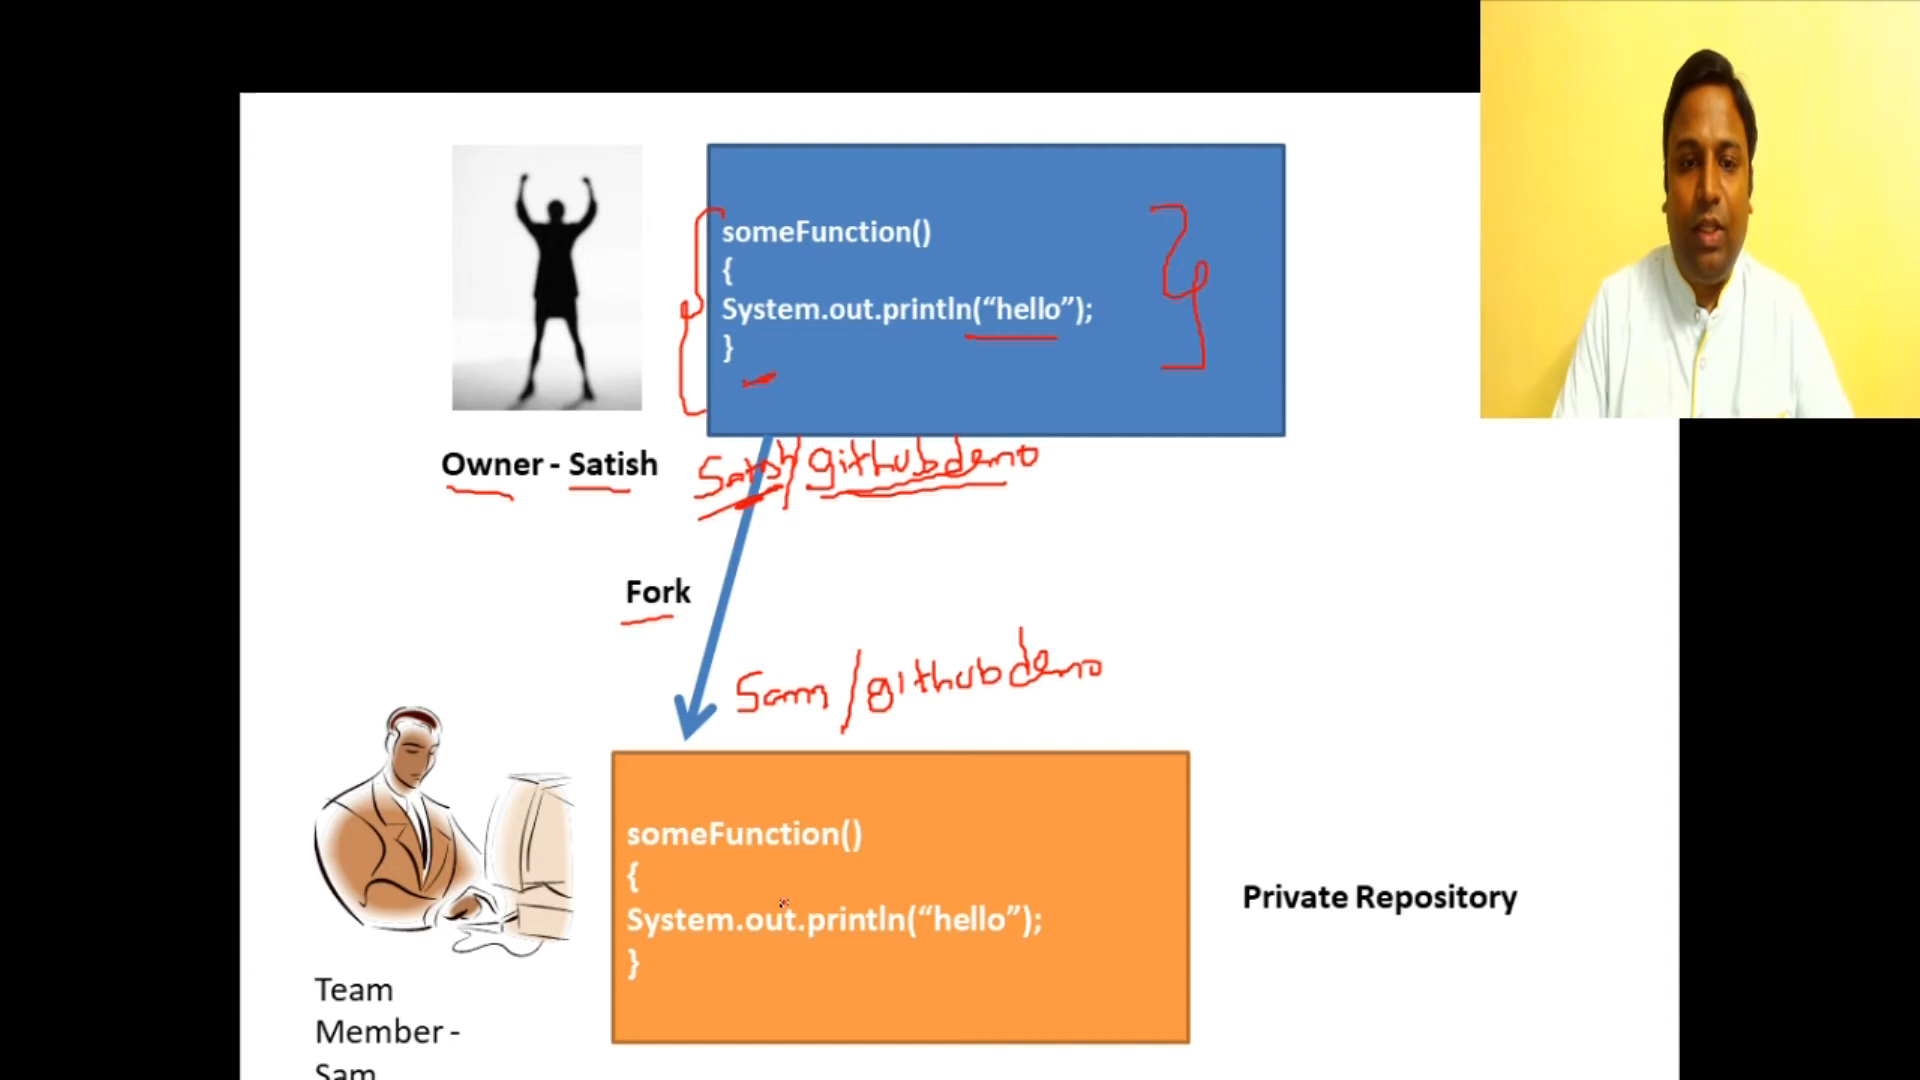 someFunction()
{
System.out.println(“hello”);
}
Owner - Satish
Satish/githubdemo
Fork
Sam/githubdemo
someFunction()
{
System.out.println(“hello”);
}
Private Repository
Team
Member -
Sam